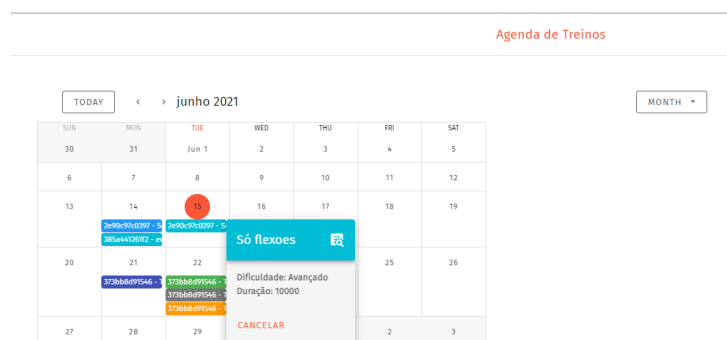 Agenda de Treinos
TODAY ‹ › junho 2021 MONTH
SUN MON TUE WED THU FRI SAT
30 31 Jun 1 2 3 4 5
6 7 8 9 10 11 12
13 14 15 16 17 18 19
2e90c97c0397 - S 2e90c97c0397 - S
385a441261f2 - e
Só flexoes
20 21 22 25 26
373bb8d91546 - T 373bb8d91546 - T
373bb8d91546 - T
373bb8d91546 - T
Dificuldade: Avançado
Duração: 10000
CANCELAR
27 28 29 2 3